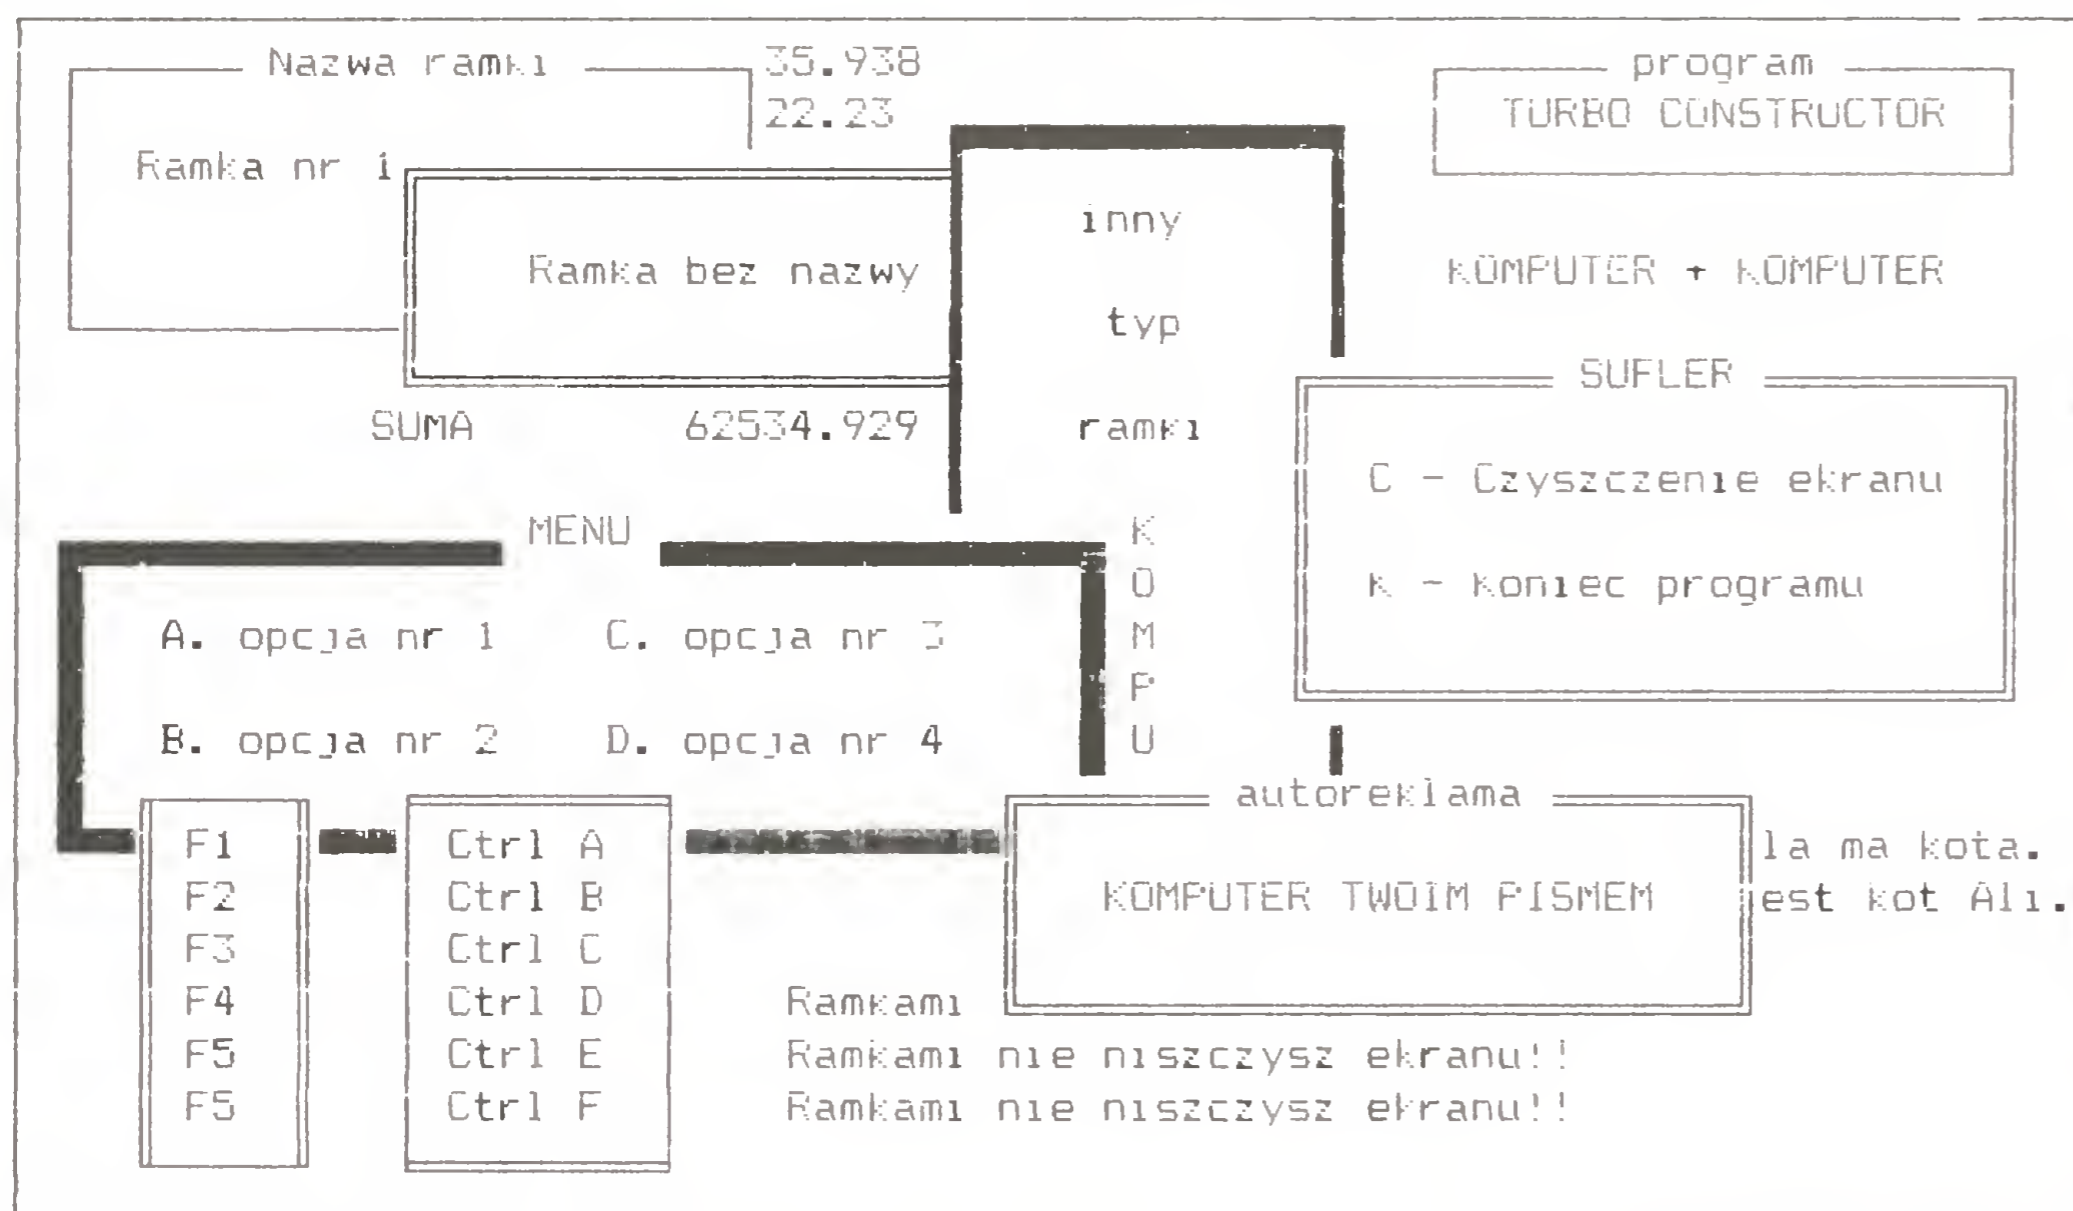 Nazwa ramki
35.938
22.23
Ramka nr 1
Ramka bez nazwy
SUMA 62534.929
inny
typ
ramki
program
TURBO CONSTRUCTOR
KOMPUTER + KOMPUTER
SUFLER
C - Czyszczenie ekranu
K - Koniec programu
MENU
A. opcja nr 1 C. opcja nr 3
B. opcja nr 2 D. opcja nr 4
K
O
M
P
U
F1
F2
F3
F4
F5
F5
Ctrl A
Ctrl B
Ctrl C
Ctrl D
Ctrl E
Ctrl F
autoreklama
KOMPUTER TWOIM PISMEM
la ma kota.
est kot Ali.
Ramkami
Ramkami nie niszczysz ekranu!!
Ramkami nie niszczysz ekranu!!